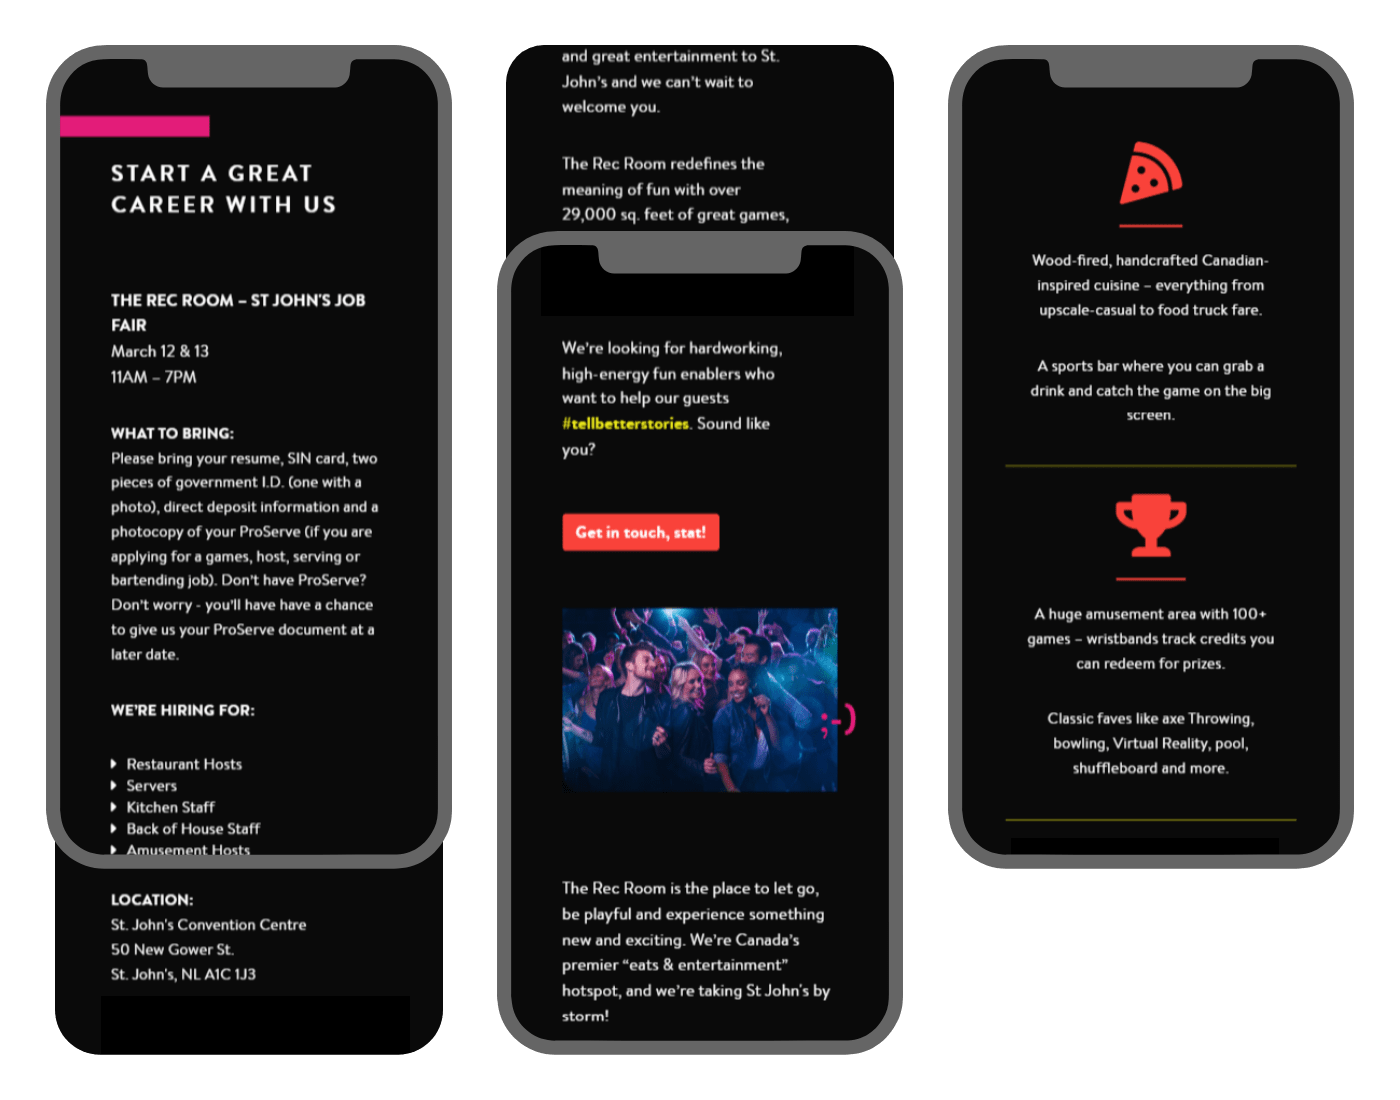 START A GREAT
CAREER WITH US
THE REC ROOM – ST JOHN'S JOB
FAIR
March 12 & 13
11AM – 7PM
WHAT TO BRING:
Please bring your resume, SIN card, two
pieces of government I.D. (one with a
photo), direct deposit information and a
photocopy of your ProServe (if you are
applying for a games, host, serving or
bartending job). Don't have ProServe?
Don't worry - you'll have have a chance
to give us your ProServe document at a
later date.
WE'RE HIRING FOR:
Restaurant Hosts
Servers
Kitchen Staff
Back of House Staff
Amusement Hosts
LOCATION:
St. John's Convention Centre
50 New Gower St.
St. John's, NL A1C 1J3
and great entertainment to St.
John's and we can't wait to
welcome you.
The Rec Room redefines the
meaning of fun with over
29,000 sq. feet of great games,
We're looking for hardworking,
high-energy fun enablers who
want to help our guests
#tellbetterstories. Sound like
you?
Get in touch, stat!
;-)
The Rec Room is the place to let go,
be playful and experience something
new and exciting. We're Canada's
premier “eats & entertainment”
hotspot, and we're taking St John's by
storm!
Wood-fired, handcrafted Canadian-
inspired cuisine – everything from
upscale-casual to food truck fare.
A sports bar where you can grab a
drink and catch the game on the big
screen.
A huge amusement area with 100+
games – wristbands track credits you
can redeem for prizes.
Classic faves like axe Throwing,
bowling, Virtual Reality, pool,
shuffleboard and more.